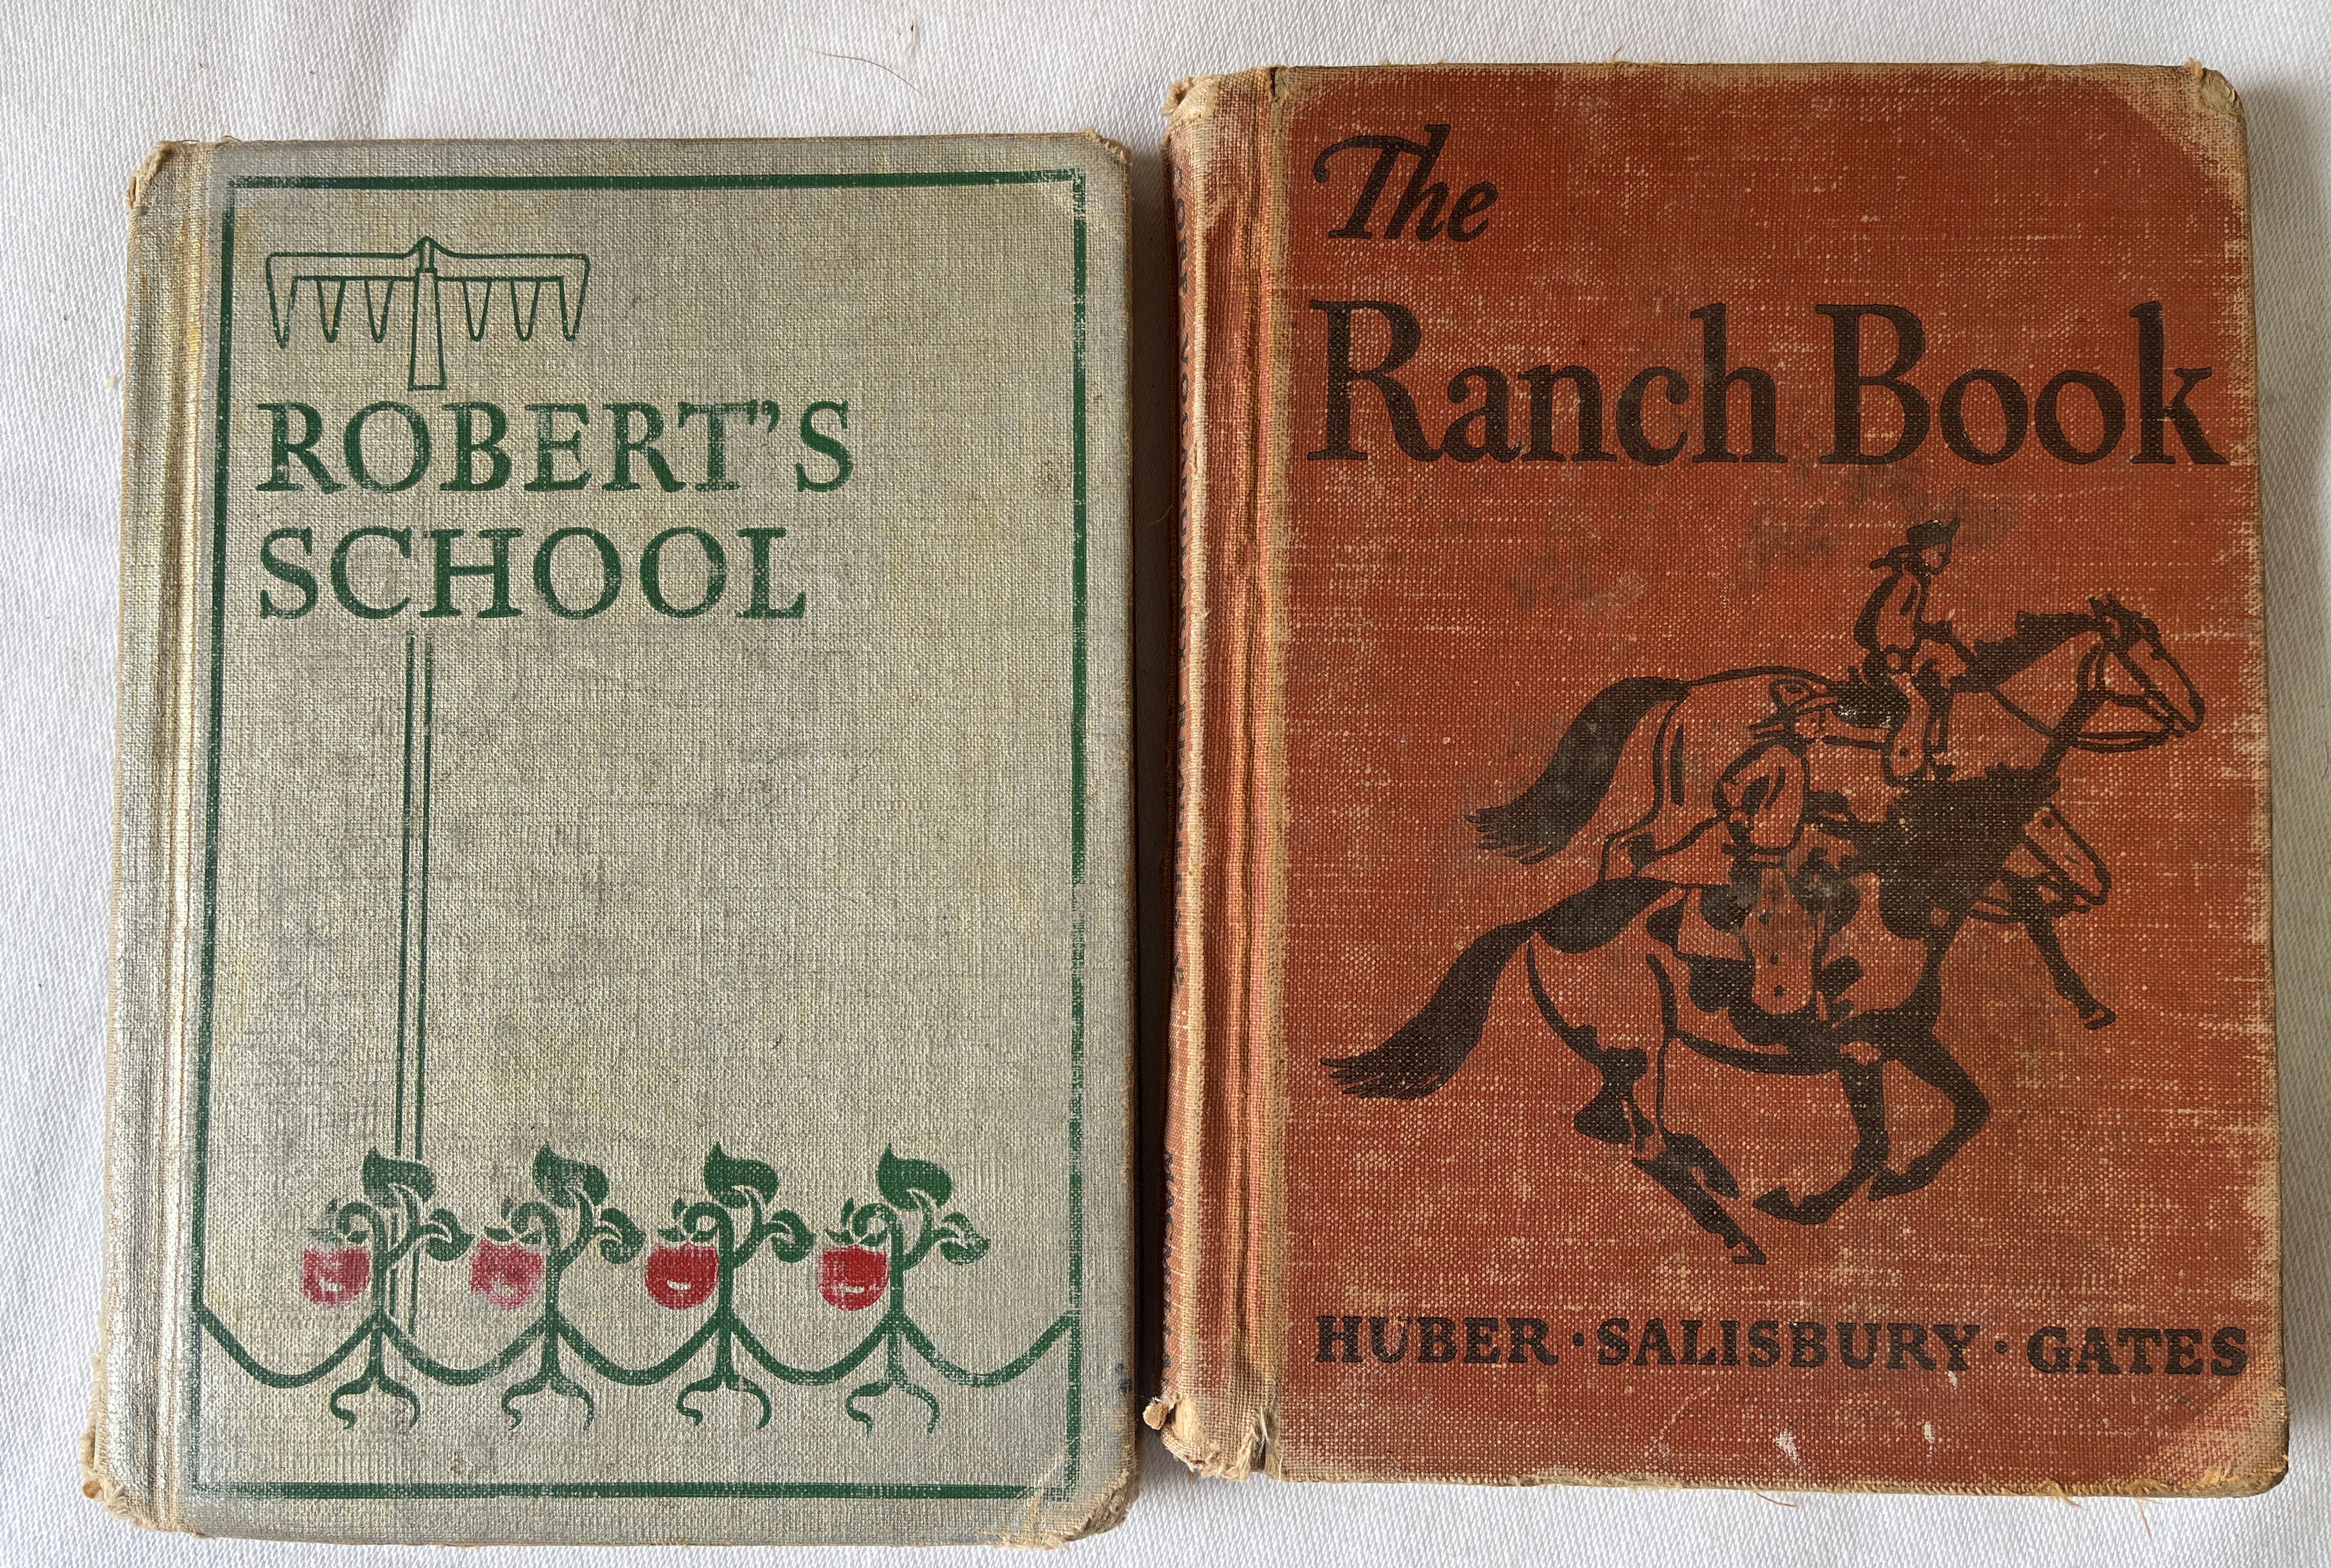 ROBERT'S
SCHOOL
The
Ranch Book
HUBER · SALISBURY · GATES